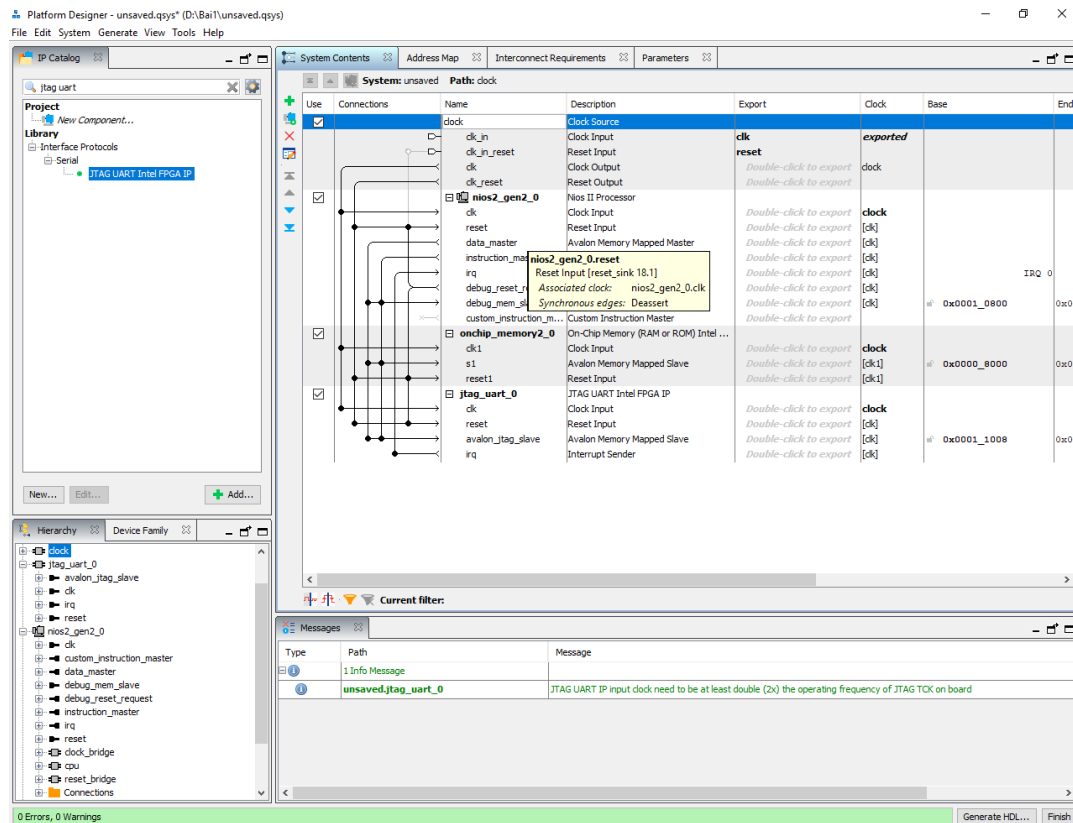 Platform Designer - unsaved.qsys* (D:\Bai1\unsaved.qsys)
File Edit System Generate View Tools Help
IP Catalog
jtag uart
Project
New Component...
Library
Interface Protocols
Serial
JTAG UART Intel FPGA IP
New... Edit... Add...
Hierarchy Device Family
clock
jtag_uart_0
avalon_jtag_slave
clk
irq
reset
nios2_gen2_0
clk
custom_instruction_master
data_master
debug_mem_slave
debug_reset_request
instruction_master
irq
reset
clock_bridge
cpu
reset_bridge
Connections
System Contents Address Map Interconnect Requirements Parameters
System: unsaved Path: clock
Use Connections Name Description Export Clock Base End
clock Clock Source
clk_in Clock Input clk exported
clk_in_reset Reset Input reset
clk Clock Output Double-click to export clock
clk_reset Reset Output Double-click to export
nios2_gen2_0 Nios II Processor
clk Clock Input Double-click to export clock
reset Reset Input Double-click to export [clk]
data_master Avalon Memory Mapped Master Double-click to export [clk]
instruction_mas Double-click to export [clk]
irq Double-click to export [clk] IRQ 0
debug_reset_r Double-click to export [clk]
debug_mem_sl Double-click to export [clk] 0x0001_0800 0x0
custom_instruction_m... Custom Instruction Master Double-click to export
nios2_gen2_0.reset
Reset Input [reset_sink 18.1]
Associated clock: nios2_gen2_0.clk
Synchronous edges: Deassert
onchip_memory2_0 On-Chip Memory (RAM or ROM) Intel ...
clk1 Clock Input Double-click to export clock
s1 Avalon Memory Mapped Slave Double-click to export [clk1] 0x0000_8000 0x0
reset1 Reset Input Double-click to export [clk1]
jtag_uart_0 JTAG UART Intel FPGA IP
clk Clock Input Double-click to export clock
reset Reset Input Double-click to export [clk]
avalon_jtag_slave Avalon Memory Mapped Slave Double-click to export [clk] 0x0001_1008 0x0
irq Interrupt Sender Double-click to export [clk]
Current filter:
Messages
Type Path Message
1 Info Message
unsaved.jtag_uart_0 JTAG UART IP input clock need to be at least double (2x) the operating frequency of JTAG TCK on board
0 Errors, 0 Warnings
Generate HDL... Finish